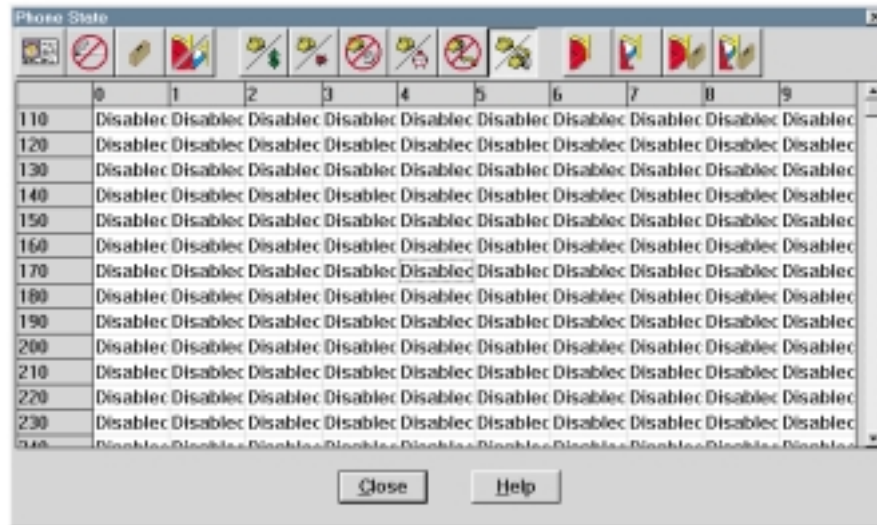 Phone State
0 1 2 3 4 5 6 7 8 9
110 Disablec Disablec Disablec Disablec Disablec Disablec Disablec Disablec Disablec Disablec
120 Disablec Disablec Disablec Disablec Disablec Disablec Disablec Disablec Disablec Disablec
130 Disablec Disablec Disablec Disablec Disablec Disablec Disablec Disablec Disablec Disablec
140 Disablec Disablec Disablec Disablec Disablec Disablec Disablec Disablec Disablec Disablec
150 Disablec Disablec Disablec Disablec Disablec Disablec Disablec Disablec Disablec Disablec
160 Disablec Disablec Disablec Disablec Disablec Disablec Disablec Disablec Disablec Disablec
170 Disablec Disablec Disablec Disablec Disablec Disablec Disablec Disablec Disablec Disablec
180 Disablec Disablec Disablec Disablec Disablec Disablec Disablec Disablec Disablec Disablec
190 Disablec Disablec Disablec Disablec Disablec Disablec Disablec Disablec Disablec Disablec
200 Disablec Disablec Disablec Disablec Disablec Disablec Disablec Disablec Disablec Disablec
210 Disablec Disablec Disablec Disablec Disablec Disablec Disablec Disablec Disablec Disablec
220 Disablec Disablec Disablec Disablec Disablec Disablec Disablec Disablec Disablec Disablec
230 Disablec Disablec Disablec Disablec Disablec Disablec Disablec Disablec Disablec Disablec
Close Help